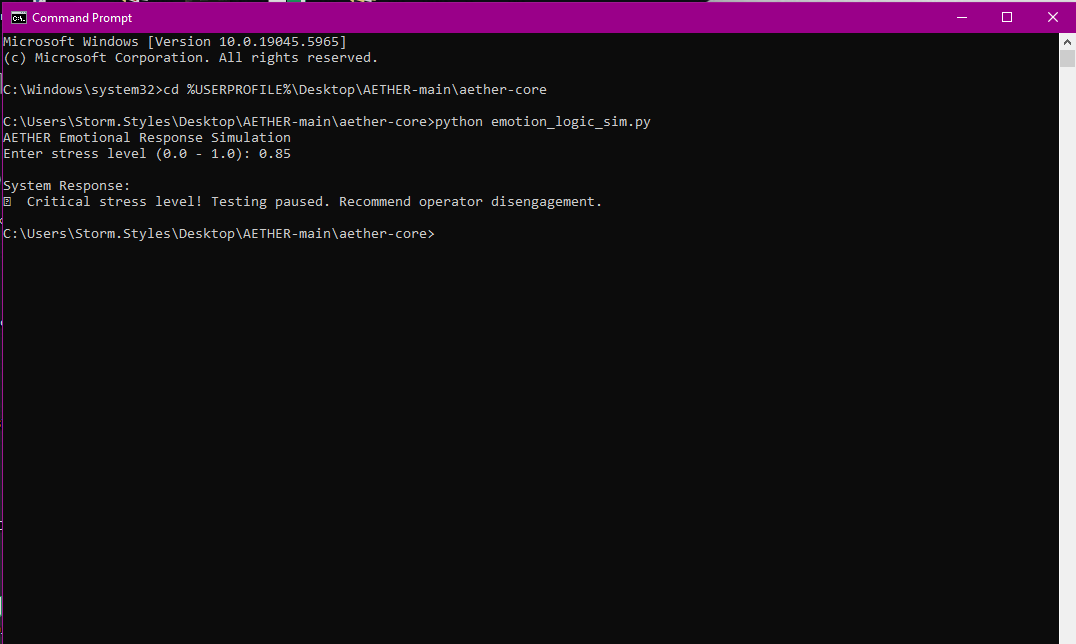 Command Prompt
Microsoft Windows [Version 10.0.19045.5965]
(c) Microsoft Corporation. All rights reserved.
C:\Windows\system32>cd %USERPROFILE%\Desktop\AETHER-main\aether-core
C:\Users\Storm.Styles\Desktop\AETHER-main\aether-core>python emotion_logic_sim.py
AETHER Emotional Response Simulation
Enter stress level (0.0 - 1.0): 0.85
System Response:
⍰  Critical stress level! Testing paused. Recommend operator disengagement.
C:\Users\Storm.Styles\Desktop\AETHER-main\aether-core>